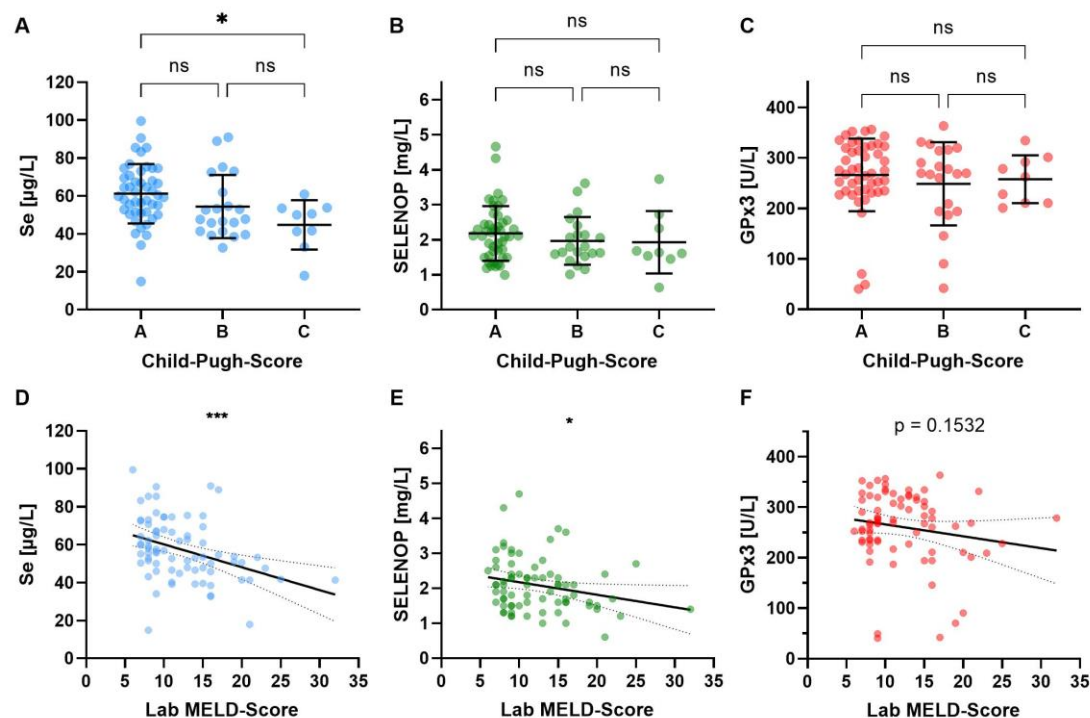 A
*
ns
ns
120
100
80
60
40
20
0
Se [µg/L]
A
B
C
Child-Pugh-Score
B
ns
ns
ns
6
5
4
3
2
1
0
SELENOP [mg/L]
A
B
C
Child-Pugh-Score
C
ns
ns
ns
400
300
200
100
0
GPx3 [U/L]
A
B
C
Child-Pugh-Score
D
***
120
100
80
60
40
20
0
Se [µg/L]
0
5
10
15
20
25
30
35
Lab MELD-Score
E
*
6
5
4
3
2
1
0
SELENOP [mg/L]
0
5
10
15
20
25
30
35
Lab MELD-Score
F
p = 0.1532
400
300
200
100
0
GPx3 [U/L]
0
5
10
15
20
25
30
35
Lab MELD-Score